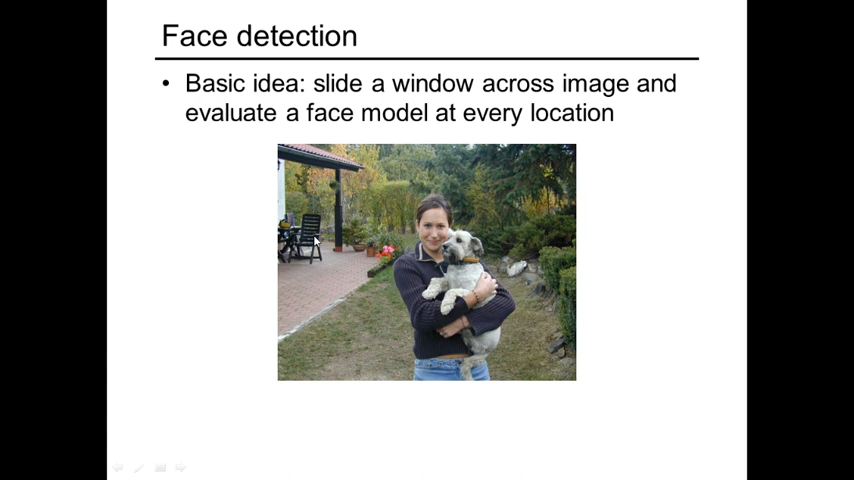 Face detection
• Basic idea: slide a window across image and
evaluate a face model at every location